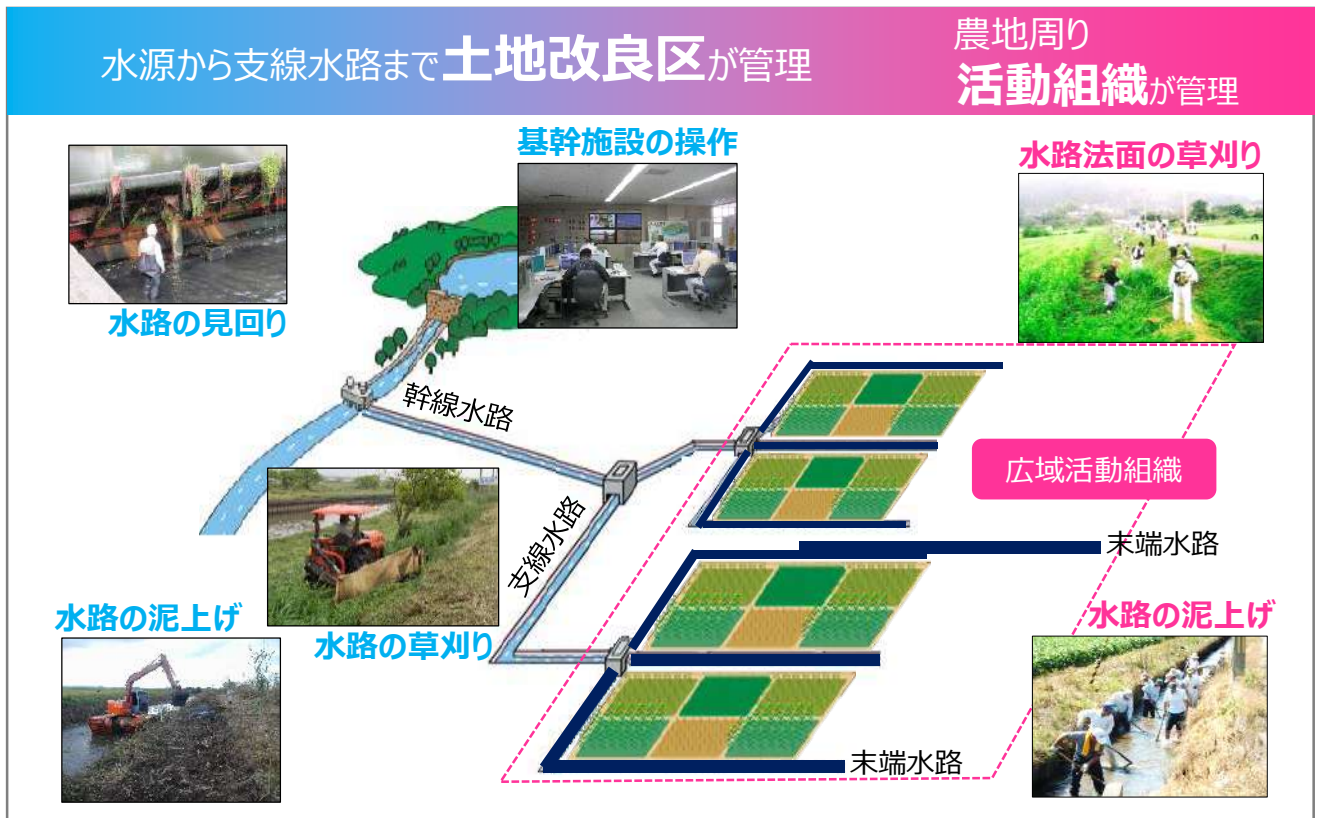 水源から支線水路まで土地改良区が管理
農地周り
活動組織が管理
基幹施設の操作
水路法面の草刈り
水路の見回り
幹線水路
広域活動組織
支線水路
末端水路
水路の泥上げ
水路の草刈り
水路の泥上げ
末端水路